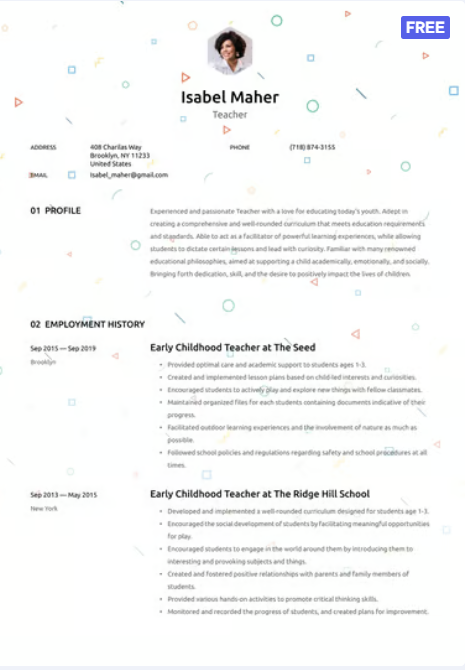 FREE
Isabel Maher
Teacher
ADDRESS 408 Charilas Way PHONE (718) 874-3155
Brooklyn, NY 11233
United States
EMAIL Isabel_maher@gmail.com
01 PROFILE Experienced and passionate Teacher with a love for educating today's youth. Adept in
creating a comprehensive and well-rounded curriculum that meets education requirements
and standards. Able to act as a facilitator of powerful learning experiences, while allowing
students to dictate certain lessons and lead with curiosity. Familiar with many renowned
educational philosophies, aimed at supporting a child academically, emotionally, and socially.
Bringing forth dedication, skill, and the desire to positively impact the lives of children.
02 EMPLOYMENT HISTORY
Sep 2015 — Sep 2019 Early Childhood Teacher at The Seed
Brooklyn
• Provided optimal care and academic support to students ages 1-3.
• Created and implemented lesson plans based on child-led interests and curiosities.
• Encouraged students to actively play and explore new things with fellow classmates.
• Maintained organized files for each students containing documents indicative of their
progress.
• Facilitated outdoor learning experiences and the involvement of nature as much as
possible.
• Followed school policies and regulations regarding safety and school procedures at all
times.
Sep 2013 — May 2015 Early Childhood Teacher at The Ridge Hill School
New York
• Developed and implemented a well-rounded curriculum designed for students age 1-3.
• Encouraged the social development of students by facilitating meaningful opportunities
for play.
• Encouraged students to engage in the world around them by introducing them to
interesting and provoking subjects and things.
• Created and fostered positive relationships with parents and family members of
students.
• Provided various hands-on activities to promote critical thinking skills.
• Monitored and recorded the progress of students, and created plans for improvement.